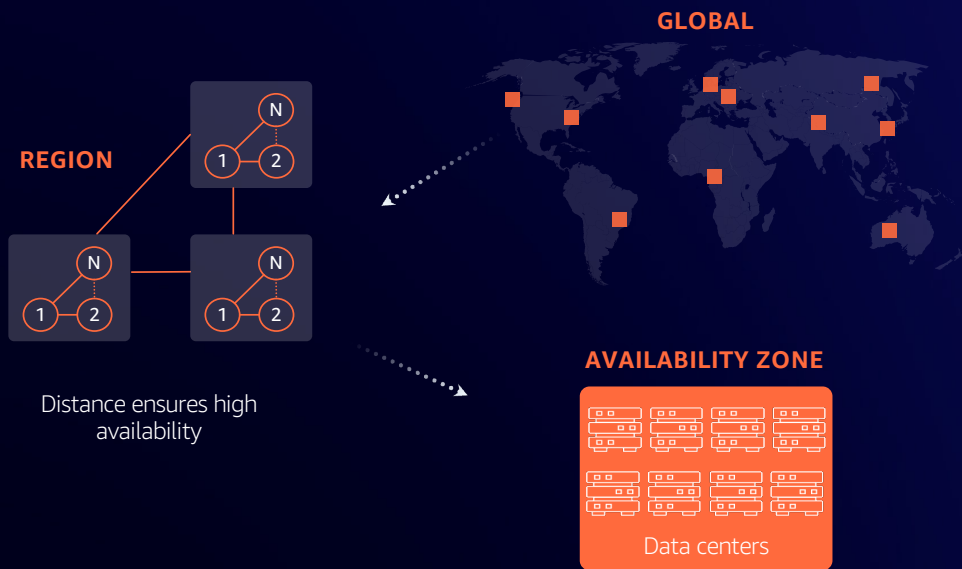 GLOBAL
REGION
N
1
2
N
1
2
N
1
2
Distance ensures high
availability
AVAILABILITY ZONE
Data centers